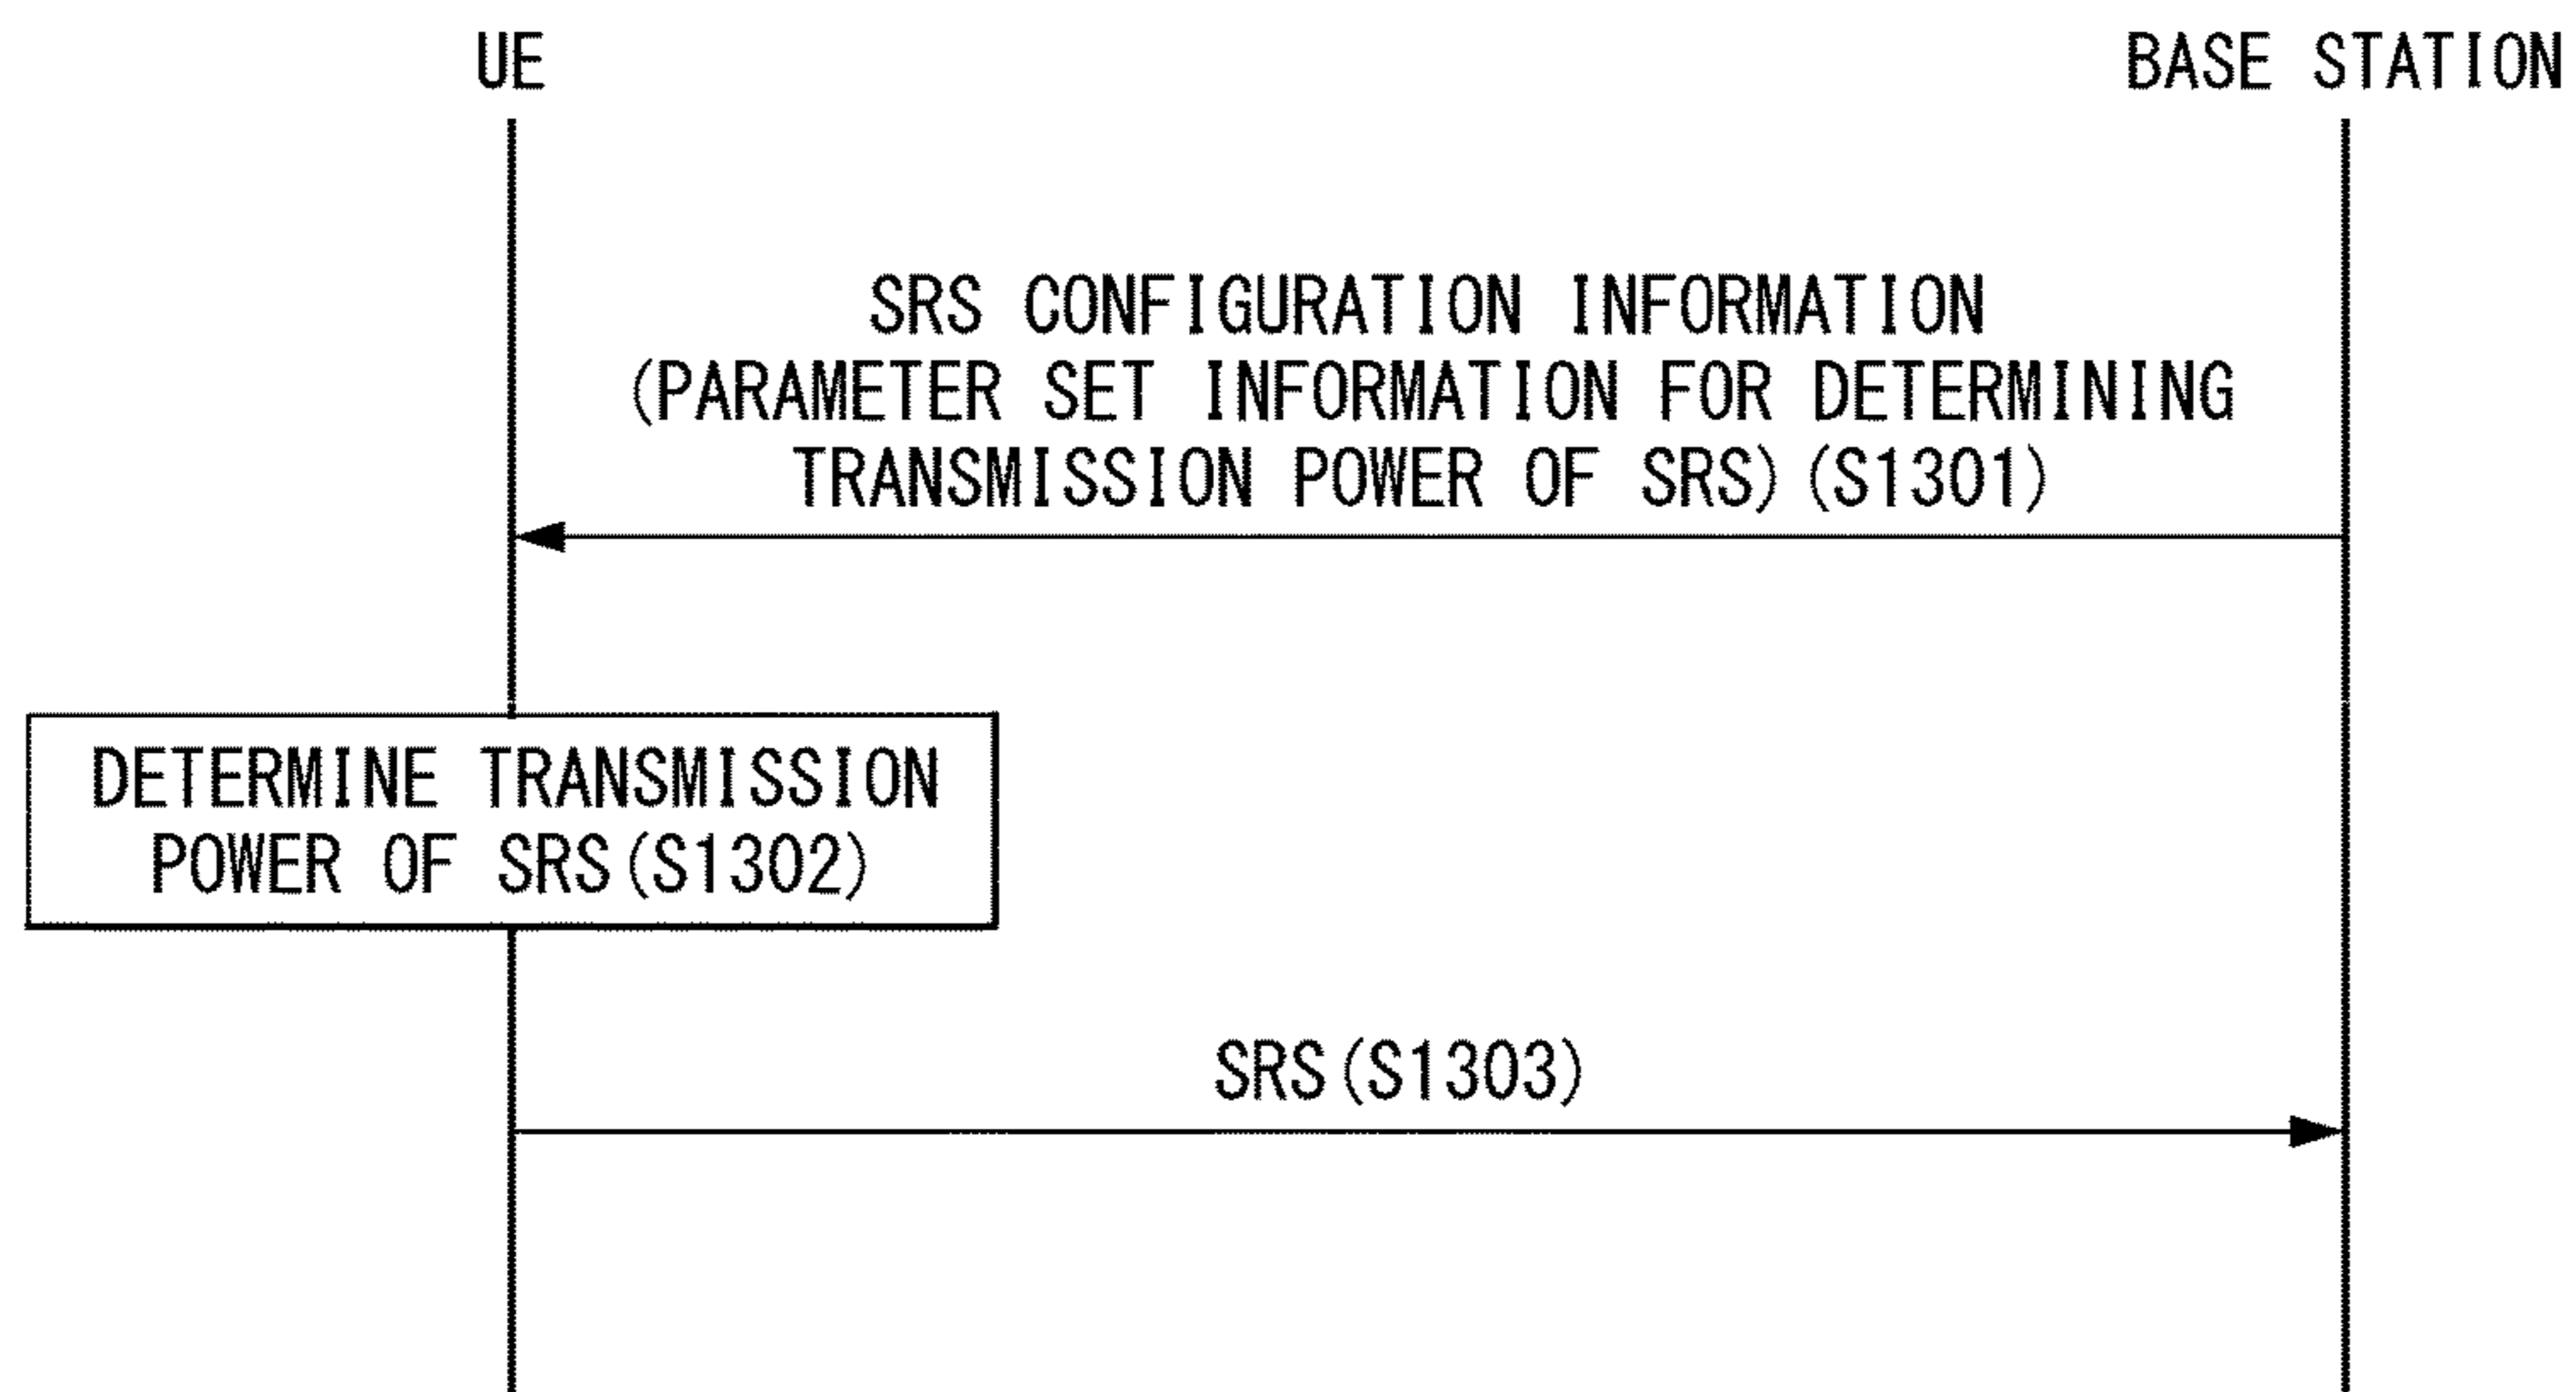 UE
BASE STATION
SRS CONFIGURATION INFORMATION
(PARAMETER SET INFORMATION FOR DETERMINING
TRANSMISSION POWER OF SRS) (S1301)
DETERMINE TRANSMISSION
POWER OF SRS (S1302)
SRS (S1303)